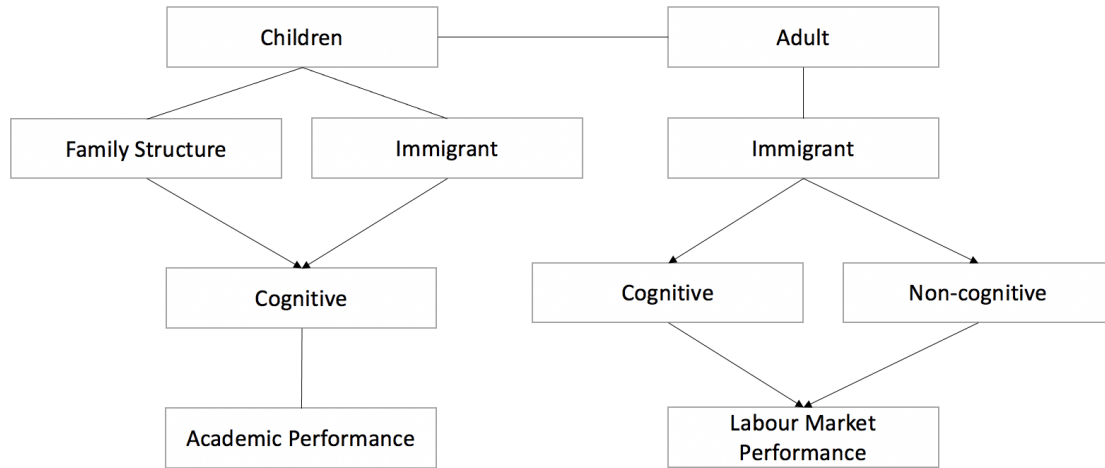 Children
Adult
Family Structure
Immigrant
Immigrant
Cognitive
Cognitive
Non-cognitive
Academic Performance
Labour Market
Performance